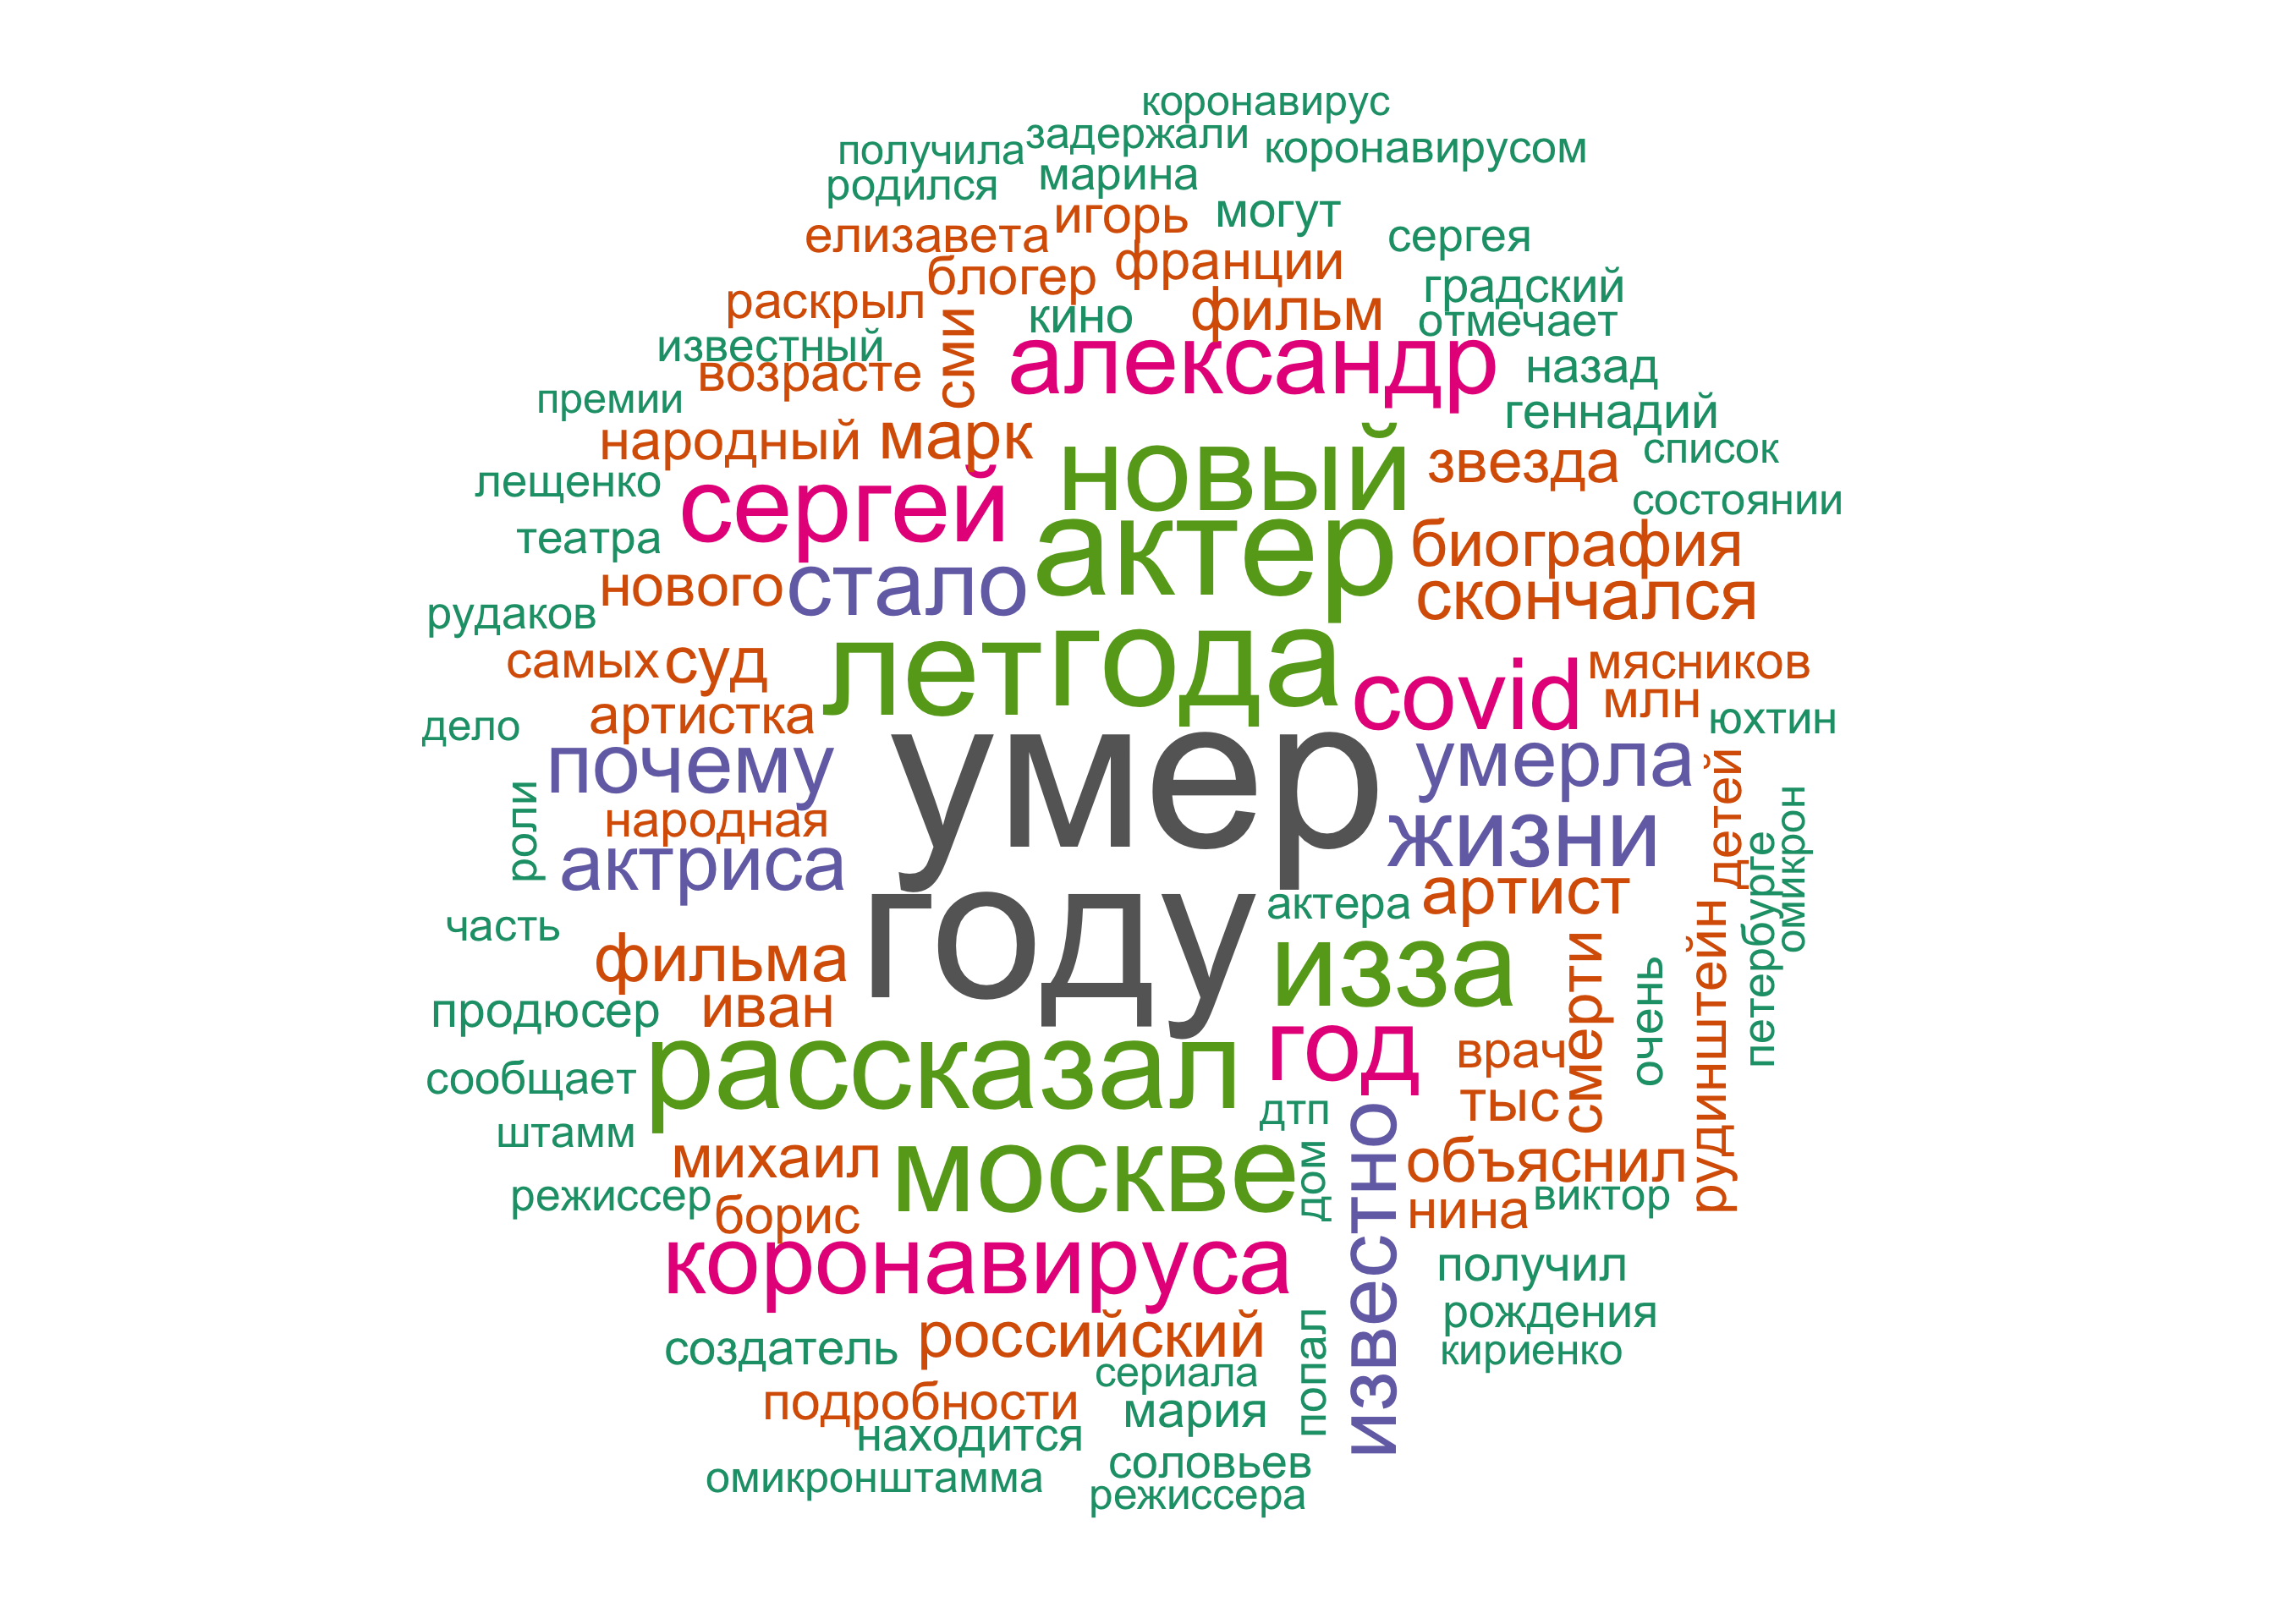 коронавирус
получила задержали коронавирусом
родился марина
елизавета игорь могут сергея
блогер франции
раскрыл кино фильм градский
отмечает
известный сми александр назад
возрасте
премии геннадий
народный марк новый звезда список
лещенко сергей состоянии
театра актер биография
нового стало скончался
рудаков
самых суд лет года covid мясников
млн
дело артистка юхтин
почему умер умерла детей
роли народная жизни омикрон
актриса петербурге
часть году актера артист
фильма изза смерти очень рудинштейн
продюсер иван
сообщает рассказал год врач
тыс
штамм дтп
михаил москве дом известно объяснил
режиссер борис нина виктор
коронавируса получил
рождения
создатель российский попал кириенко
сериала
подробности мария
находится
омикронштамма соловьев
режиссера